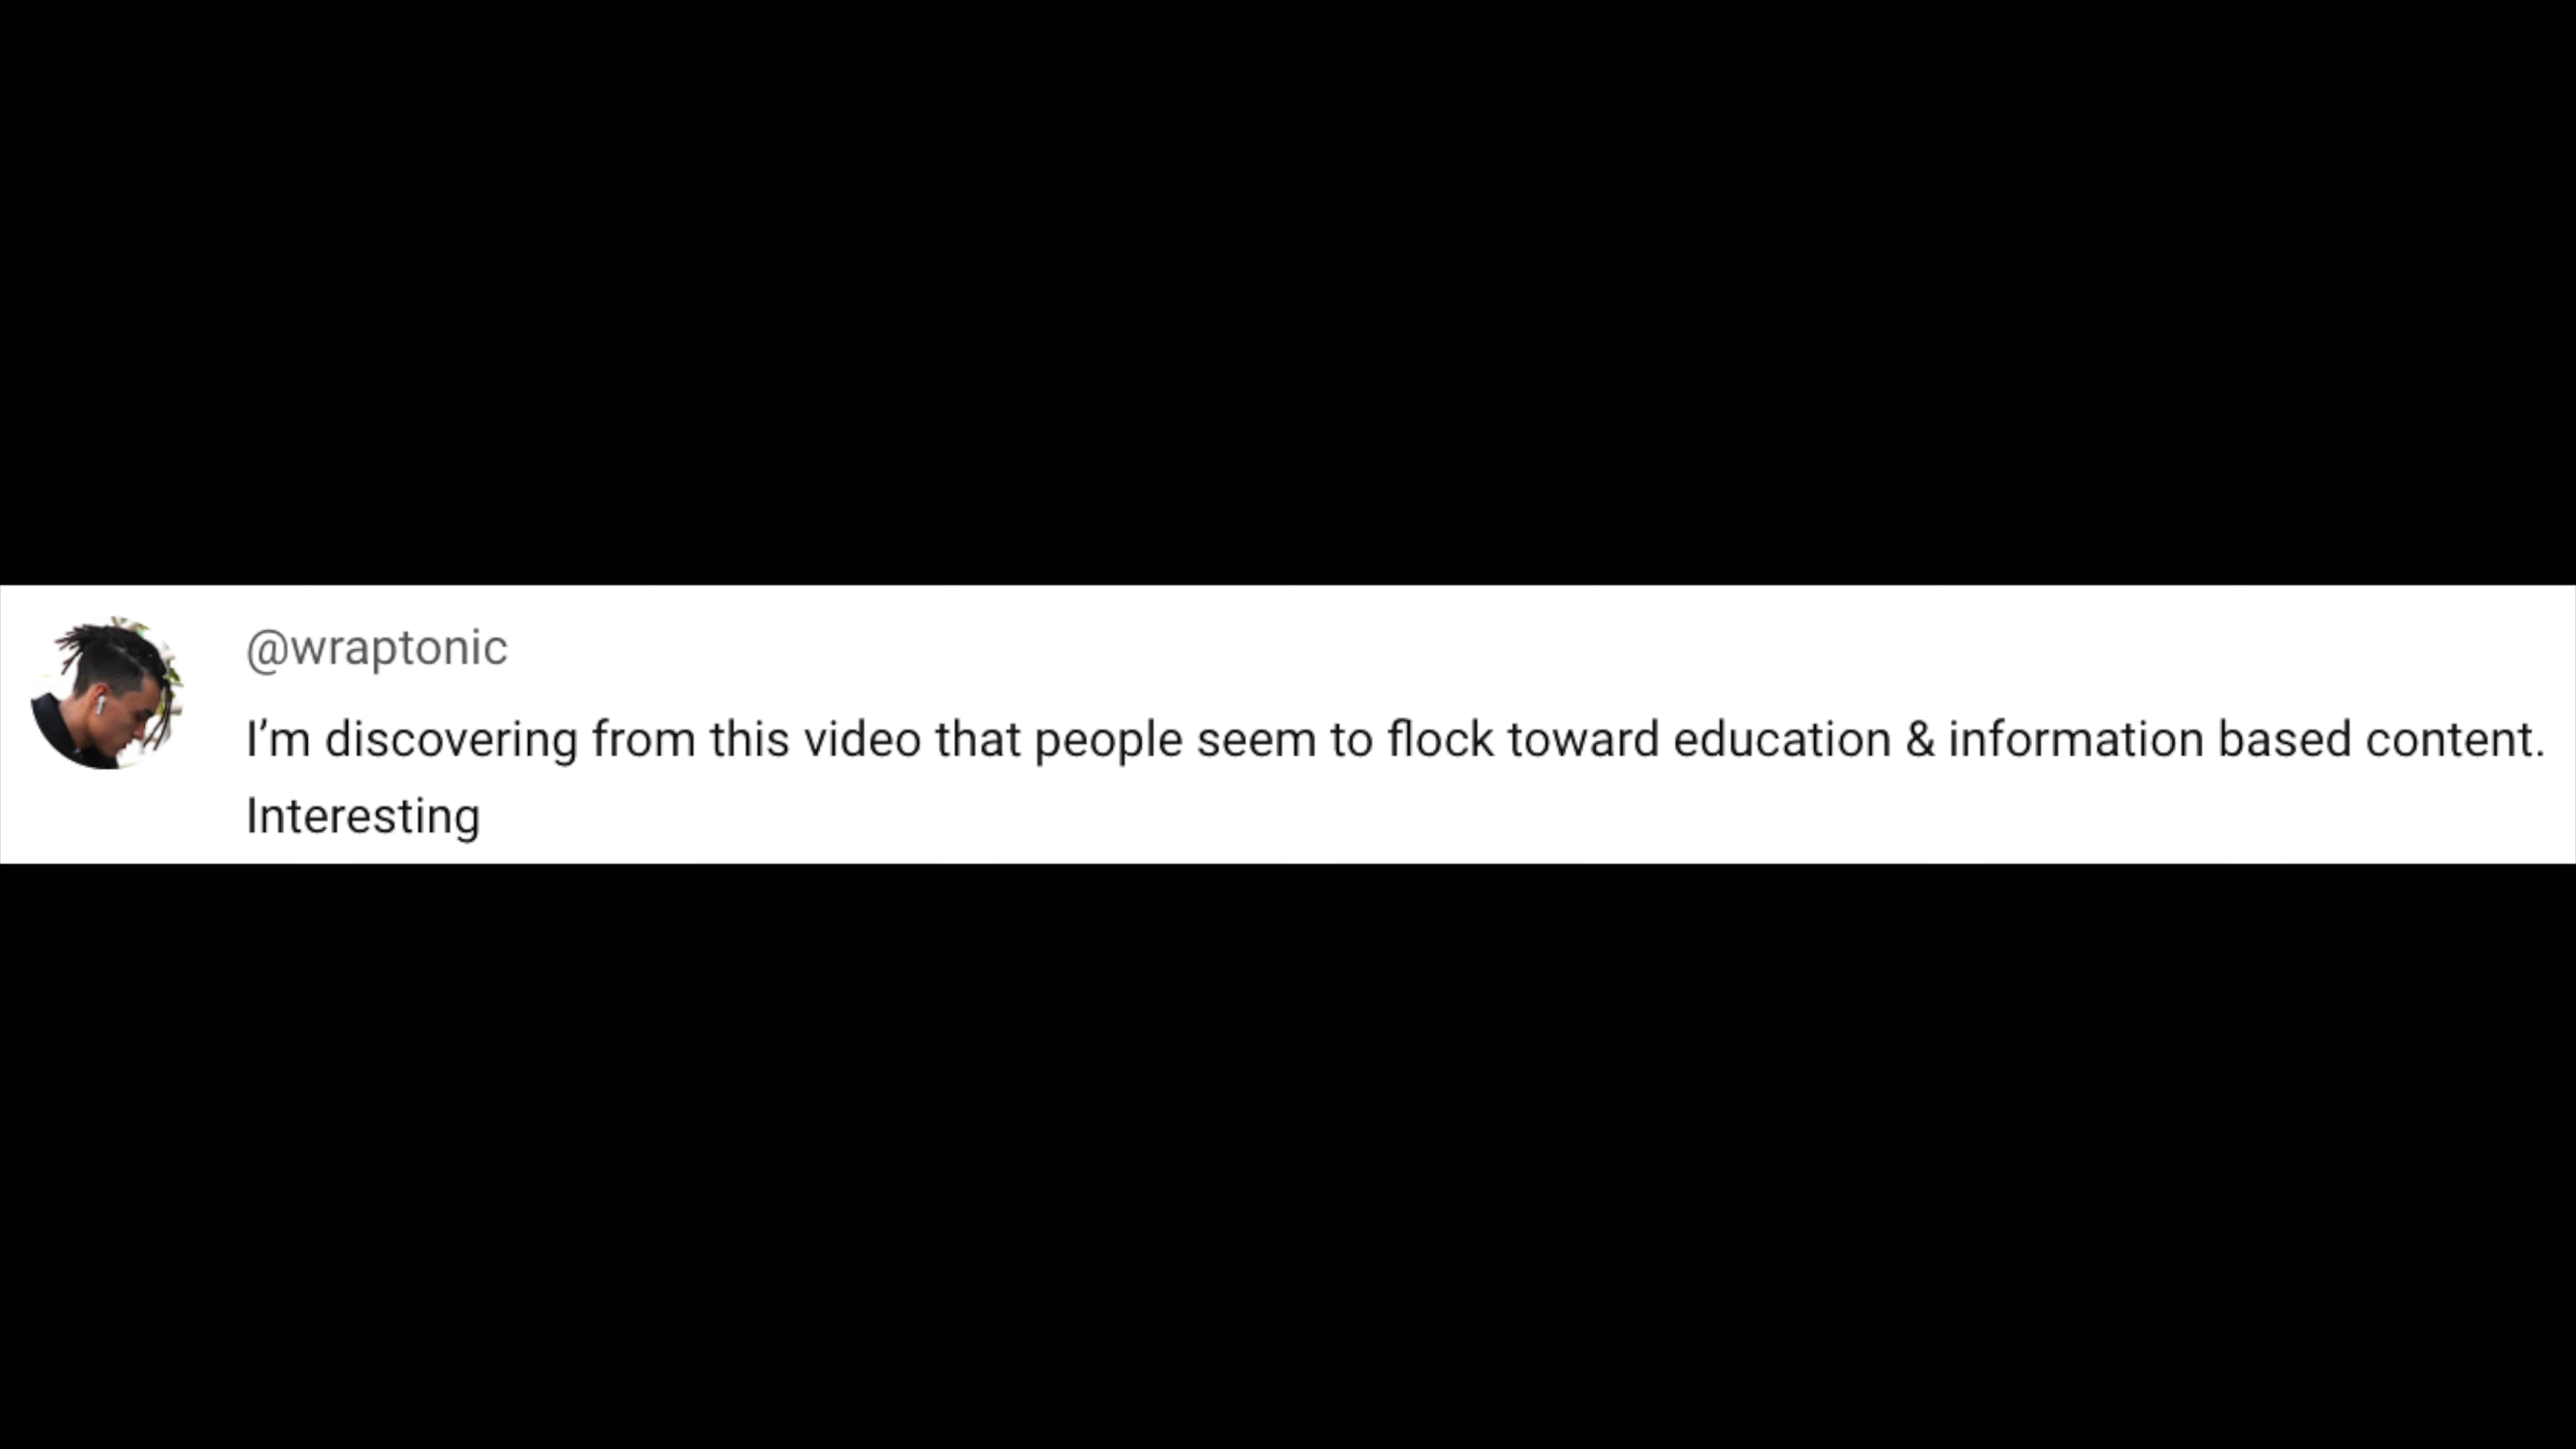 @wraptonic
I’m discovering from this video that people seem to flock toward education & information based content.
Interesting